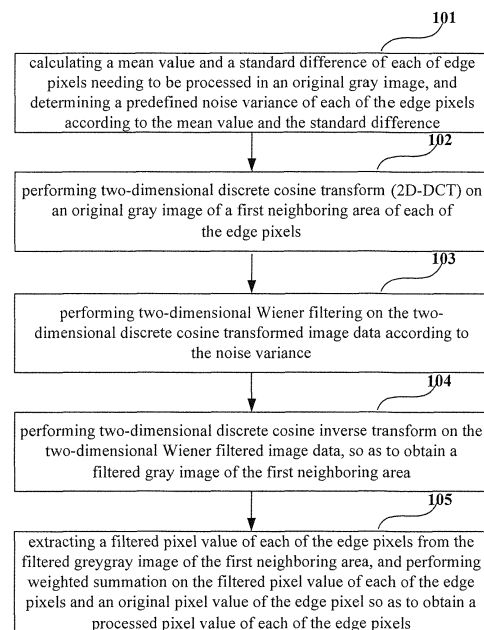 101
calculating a mean value and a standard difference of each of edge
pixels needing to be processed in an original gray image, and
determining a predefined noise variance of each of the edge pixels
according to the mean value and the standard difference
102
performing two-dimensional discrete cosine transform (2D-DCT) on
an original gray image of a first neighboring area of each of
the edge pixels
103
performing two-dimensional Wiener filtering on the two-
dimensional discrete cosine transformed image data according to
the noise variance
104
performing two-dimensional discrete cosine inverse transform on the
two-dimensional Wiener filtered image data, so as to obtain a
filtered gray image of the first neighboring area
105
extracting a filtered pixel value of each of the edge pixels from the
filtered greygray image of the first neighboring area, and performing
weighted summation on the filtered pixel value of each of the edge
pixels and an original pixel value of the edge pixel so as to obtain a
processed pixel value of each of the edge pixels